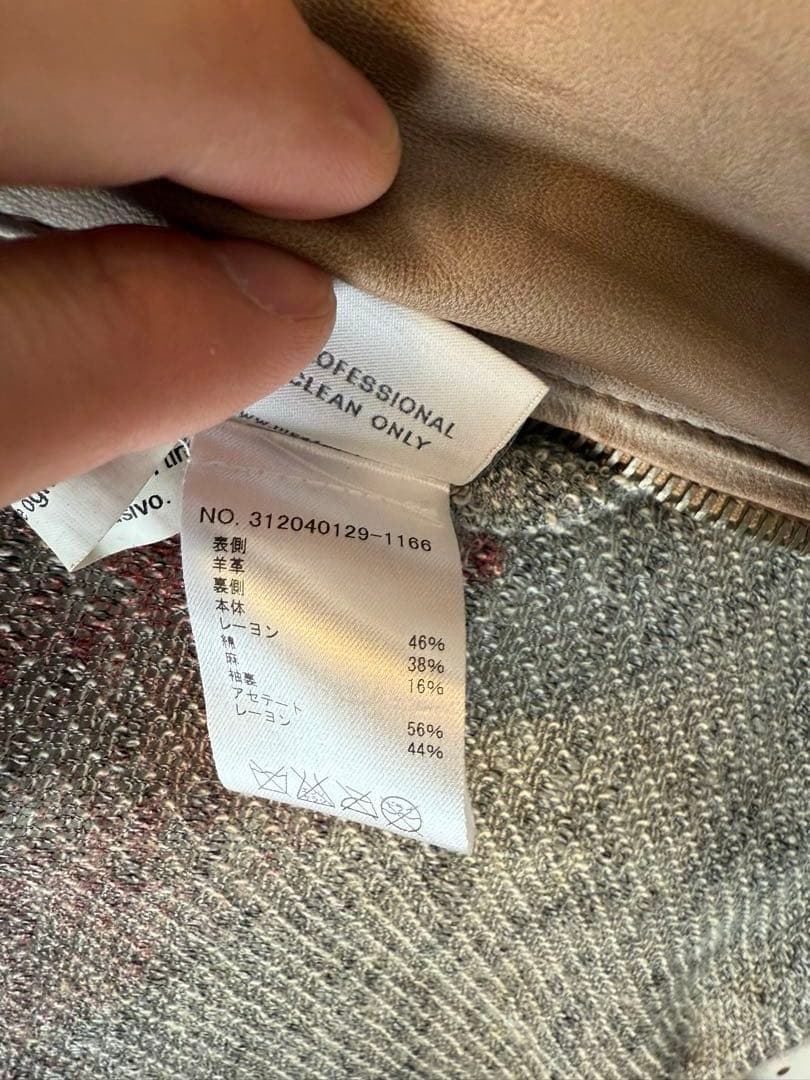 OFESSIONAL
CLEAN ONLY
sivo.
NO. 312040129-1166
表側
羊革
裏側
本体
レーヨン 46%
綿 38%
麻 16%
袖裏
アセテート 56%
レーヨン 44%